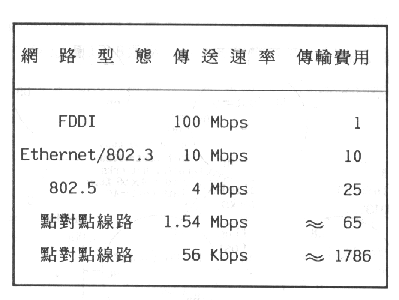 網路型態 傳送速率 傳輸費用
FDDI 100 Mbps 1
Ethernet/802.3 10 Mbps 10
802.5 4 Mbps 25
點對點線路 1.54 Mbps ≈ 65
點對點線路 56 Kbps ≈ 1786